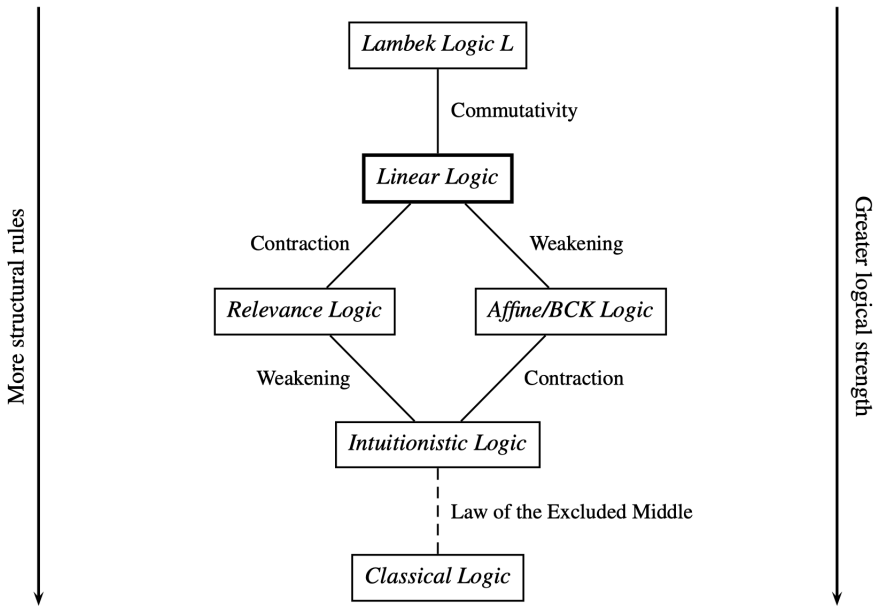 Lambek Logic L
Commutativity
Linear Logic
Contraction
Weakening
Relevance Logic
Affine/BCK Logic
Weakening
Contraction
Intuitionistic Logic
Law of the Excluded Middle
Classical Logic
More structural rules
Greater logical strength